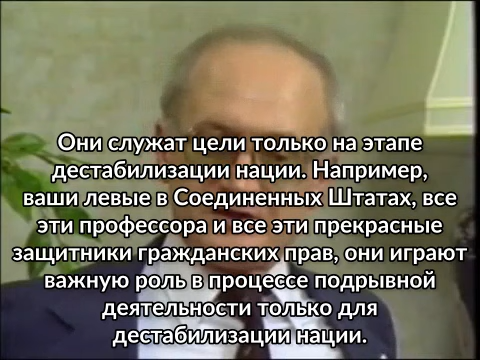 Они служат цели только на этапе
дестабилизации нации. Например,
ваши левые в Соединенных Штатах, все
эти профессора и все эти прекрасные
защитники гражданских прав, они играют
важную роль в процессе подрывной
деятельности только для
дестабилизации нации.